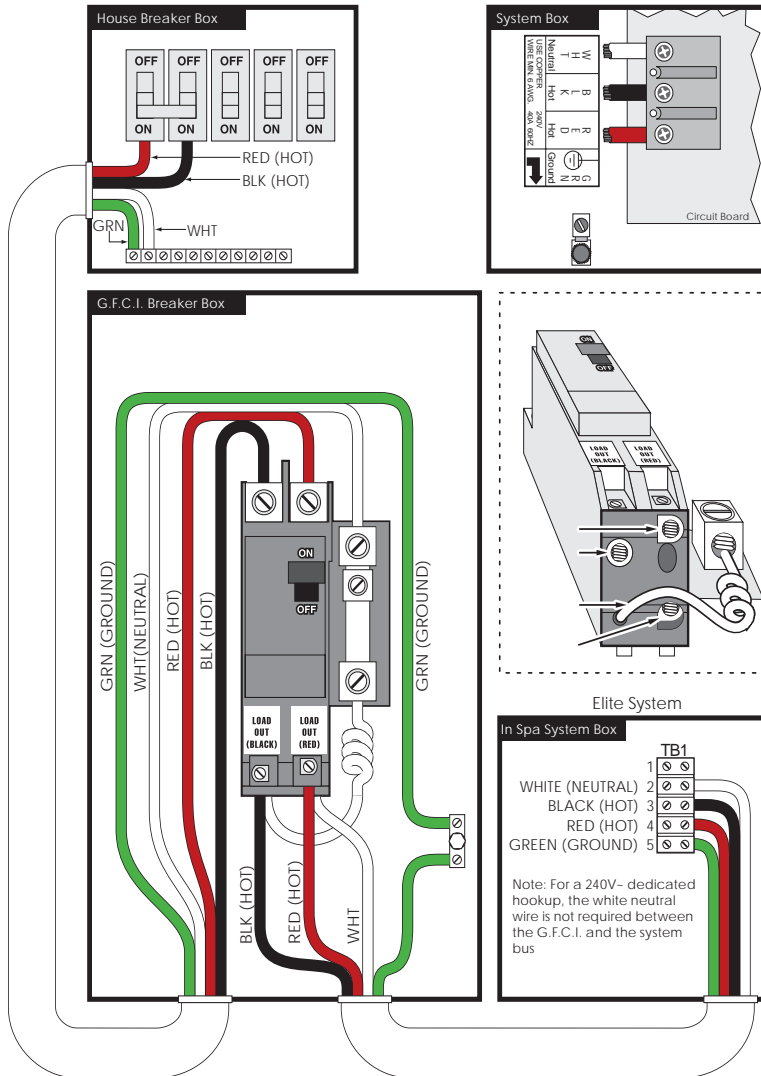 House Breaker Box
OFF OFF OFF OFF OFF
ON ON ON ON ON
RED (HOT)
BLK (HOT)
GRN
WHT
System Box
WHT
Neutral
BLK
Hot
RED
Hot
GRN
Ground
USE COPPER
WIRE MIN. 6 AWG.
240V
40A 60HZ
Circuit Board
G.F.C.I. Breaker Box
GRN (GROUND)
WHT(NEUTRAL)
RED (HOT)
BLK (HOT)
ON
OFF
GRN (GROUND)
LOAD
OUT
(BLACK)
LOAD
OUT
(RED)
BLK (HOT)
RED (HOT)
WHT
ON
OFF
LOAD
OUT
(BLACK)
LOAD
OUT
(RED)
Elite System
In Spa System Box
TB1
1
WHITE (NEUTRAL) 2
BLACK (HOT) 3
RED (HOT) 4
GREEN (GROUND) 5
Note: For a 240V~ dedicated
hookup, the white neutral
wire is not required between
the G.F.C.I. and the system
bus